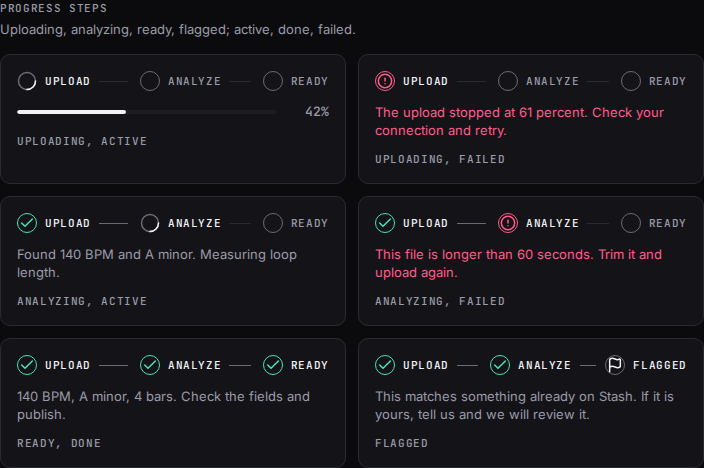 PROGRESS STEPS
Uploading, analyzing, ready, flagged; active, done, failed.
UPLOAD ANALYZE READY
42%
UPLOADING, ACTIVE
UPLOAD ANALYZE READY
The upload stopped at 61 percent. Check your
connection and retry.
UPLOADING, FAILED
UPLOAD ANALYZE READY
Found 140 BPM and A minor. Measuring loop
length.
ANALYZING, ACTIVE
UPLOAD ANALYZE READY
This file is longer than 60 seconds. Trim it and
upload again.
ANALYZING, FAILED
UPLOAD ANALYZE READY
140 BPM, A minor, 4 bars. Check the fields and
publish.
READY, DONE
UPLOAD ANALYZE FLAGGED
This matches something already on Stash. If it is
yours, tell us and we will review it.
FLAGGED